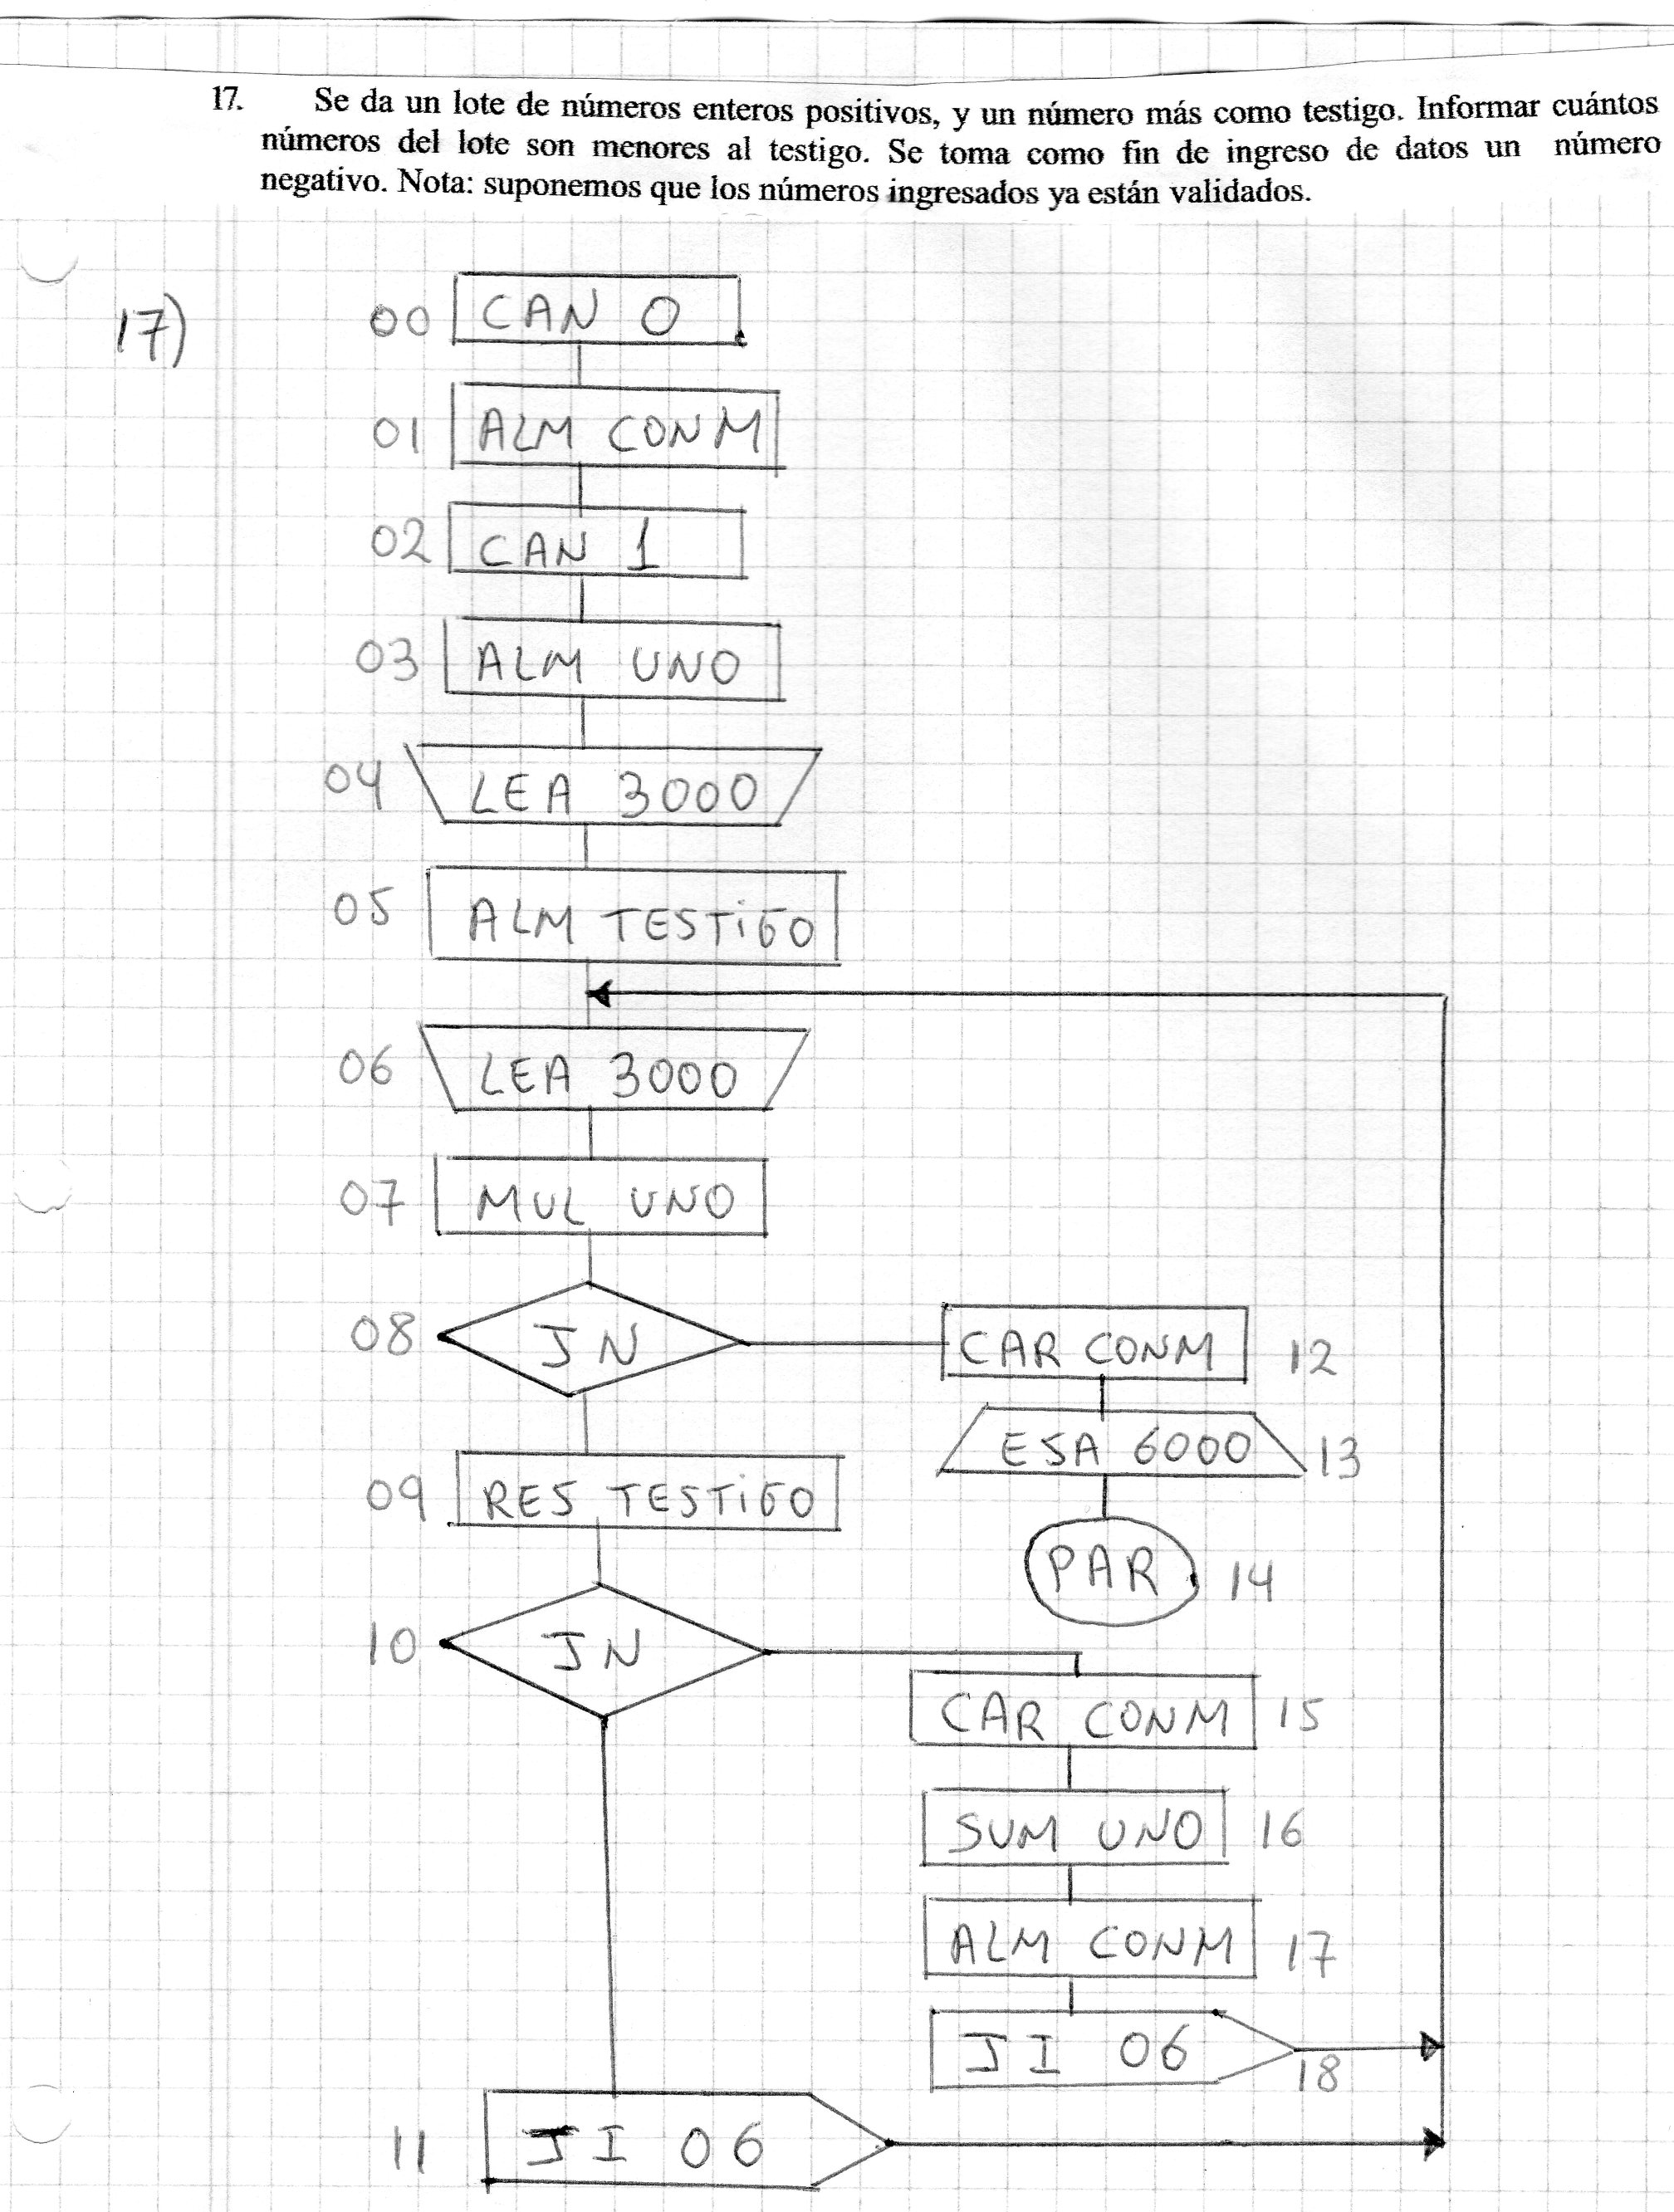 17. Se da un lote de números enteros positivos, y un número más como testigo. Informar cuántos
números del lote son menores al testigo. Se toma como fin de ingreso de datos un número
negativo. Nota: suponemos que los números ingresados ya están validados.
17)
00 CAN 0
01 ALM CONM
02 CAN 1
03 ALM UNO
04 LEA 3000
05 ALM TESTiGO
06 LEA 3000
07 MUL UNO
08 JN
CAR CONM 12
ESA 6000 13
PAR 14
09 RES TESTiGO
10 JN
CAR CONM 15
SUM UNO 16
ALM CONM 17
JI 06 18
11 JI 06